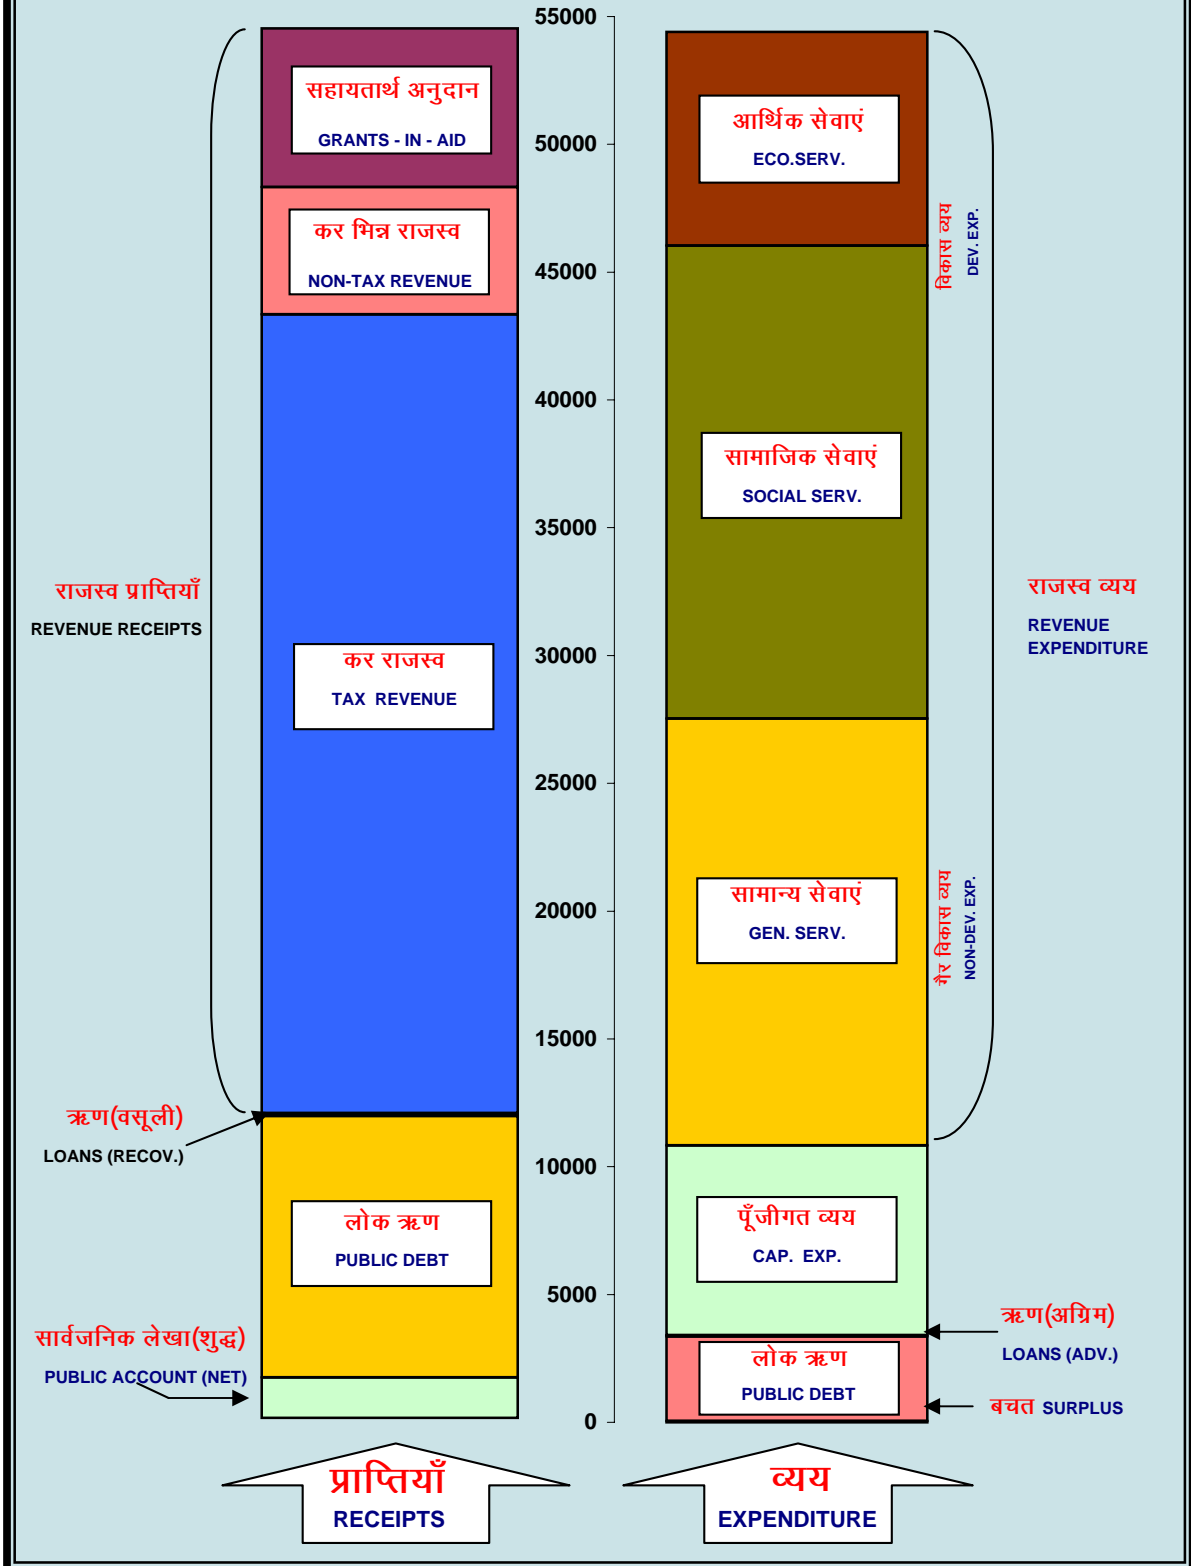 55000
सहायतार्थ अनुदान
GRANTS - IN - AID
आर्थिक सेवाएं
ECO.SERV.
50000
कर भिन्न राजस्व
NON-TAX REVENUE
विकास व्यय
DEV. EXP.
45000
40000
सामाजिक सेवाएं
SOCIAL SERV.
35000
राजस्व प्राप्तियाँ
REVENUE RECEIPTS
राजस्व व्यय
REVENUE
EXPENDITURE
30000
कर राजस्व
TAX REVENUE
25000
सामान्य सेवाएं
GEN. SERV.
गैर विकास व्यय
NON-DEV. EXP.
20000
15000
ऋण(वसूली)
LOANS (RECOV.)
10000
लोक ऋण
PUBLIC DEBT
पूँजीगत व्यय
CAP. EXP.
5000
सार्वजनिक लेखा(शुद्ध)
PUBLIC ACCOUNT (NET)
ऋण(अग्रिम)
LOANS (ADV.)
लोक ऋण
PUBLIC DEBT
बचत SURPLUS
0
प्राप्तियाँ
RECEIPTS
व्यय
EXPENDITURE